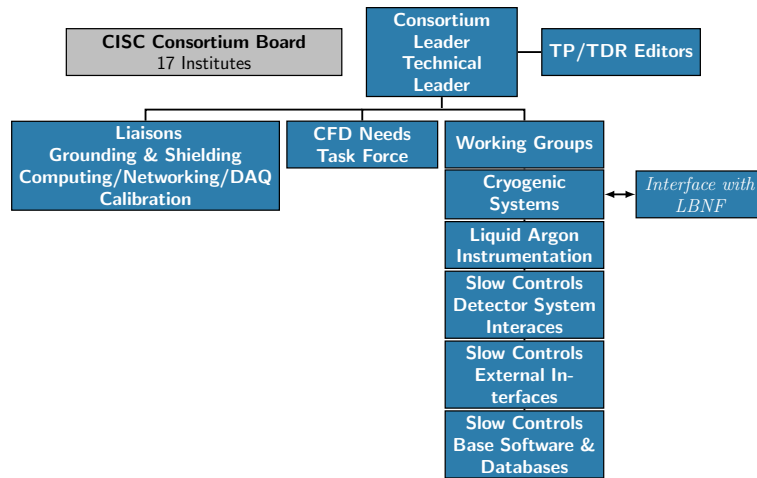 CISC Consortium Board
17 Institutes
Consortium
Leader
Technical
Leader
TP/TDR Editors
Liaisons
Grounding & Shielding
Computing/Networking/DAQ
Calibration
CFD Needs
Task Force
Working Groups
Cryogenic
Systems
Interface with
LBNF
Liquid Argon
Instrumentation
Slow Controls
Detector System
Interaces
Slow Controls
External In-
terfaces
Slow Controls
Base Software &
Databases